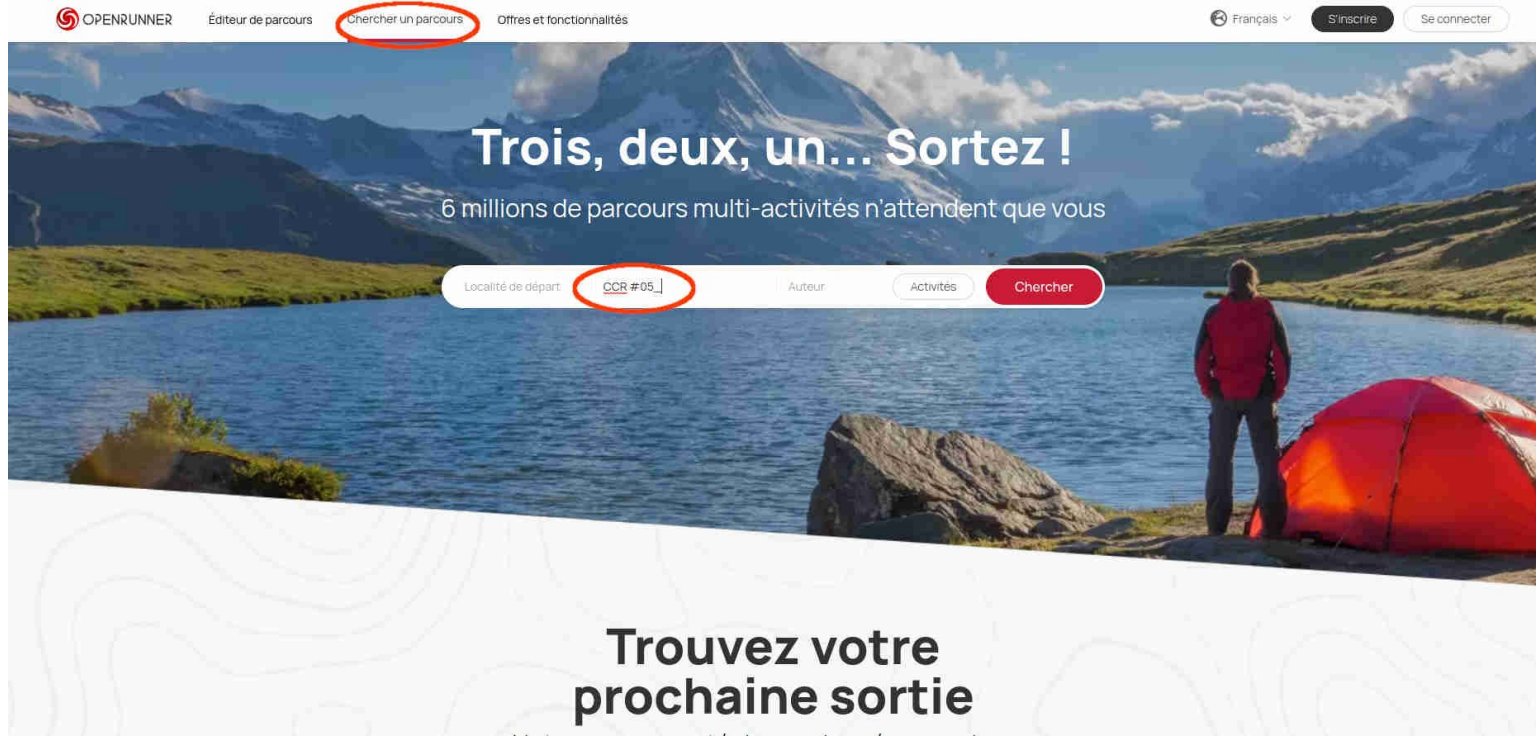 OPENRUNNER Éditeur de parcours Chercher un parcours Offres et fonctionnalités Français S'inscrire Se connecter
Trois, deux, un... Sortez !
6 millions de parcours multi-activités n'attendent que vous
Localité de départ CCR #05_ Auteur Activités Chercher
Trouvez votre
prochaine sortie